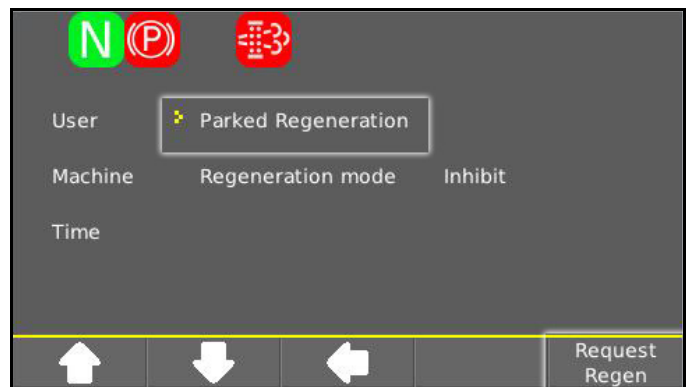 N (P)
User Parked Regeneration
Machine Regeneration mode Inhibit
Time
Request
Regen